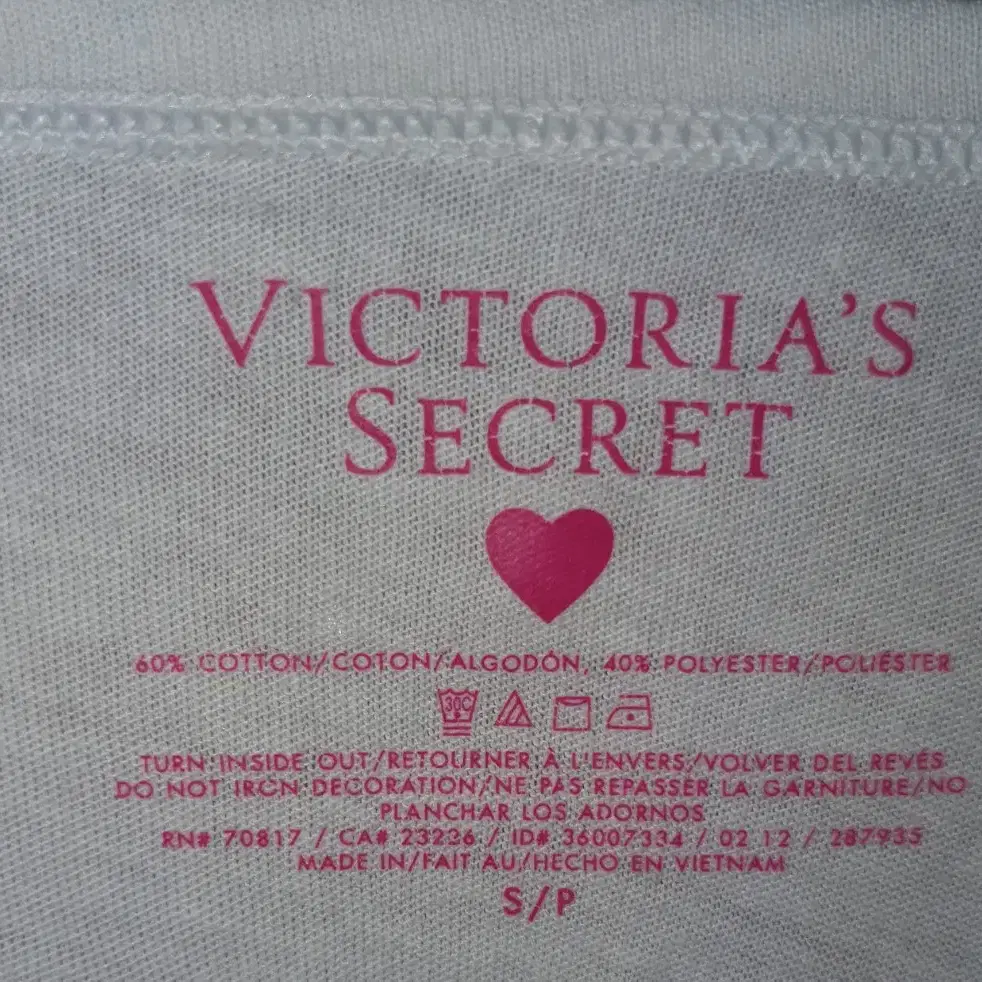 VICTORIA'S
SECRET
60% COTTON/COTON/ALGODÓN, 40% POLYESTER/POLIÉSTER
30C
TURN INSIDE OUT/RETOURNER À L'ENVERS/VOLVER DEL REVÉS
DO NOT IRON DECORATION/NE PAS REPASSER LA GARNITURE/NO
PLANCHAR LOS ADORNOS
RN# 70817 / CA# 23236 / ID# 36007334 / 02 12 / 287935
MADE IN/FAIT AU/HECHO EN VIETNAM
S/P